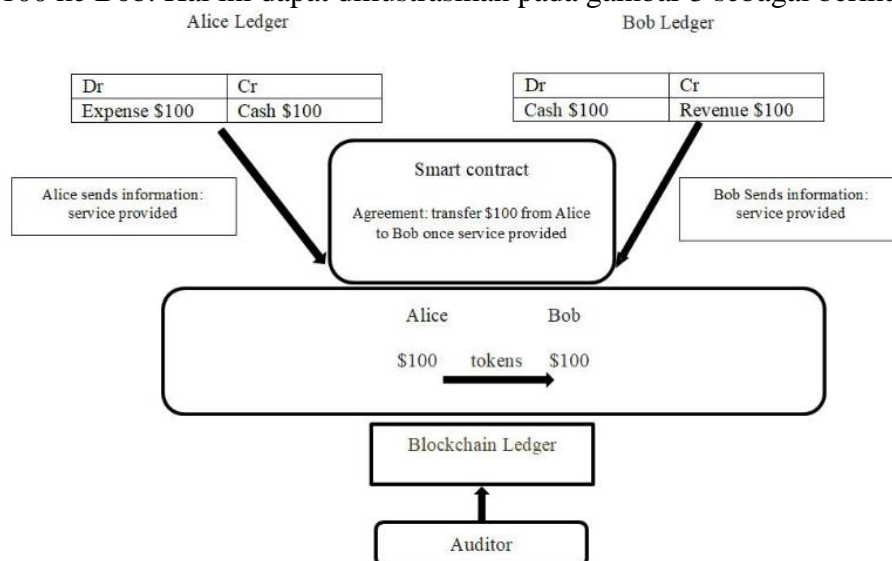 Alice Ledger Bob Ledger
Dr Cr Dr Cr
Expense $100 Cash $100 Cash $100 Revenue $100
Smart contract
Alice sends information:
service provided
Agreement: transfer $100 from Alice
to Bob once service provided
Bob Sends information:
service provided
Alice Bob
$100 tokens $100
Blockchain Ledger
Auditor